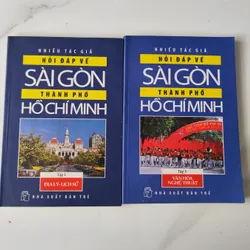 NHIỀU TÁC GIẢ
HỎI ĐÁP VỀ
SÀI GÒN
THÀNH PHỐ
HỒ CHÍ MINH
Tập 1
ĐỊA LÝ - LỊCH SỬ
NHÀ XUẤT BẢN TRẺ
NHIỀU TÁC GIẢ
HỎI ĐÁP VỀ
SÀI GÒN
THÀNH PHỐ
HỒ CHÍ MINH
VĂN HÓA
NGHỆ THUẬT
NHÀ XUẤT BẢN TRẺ